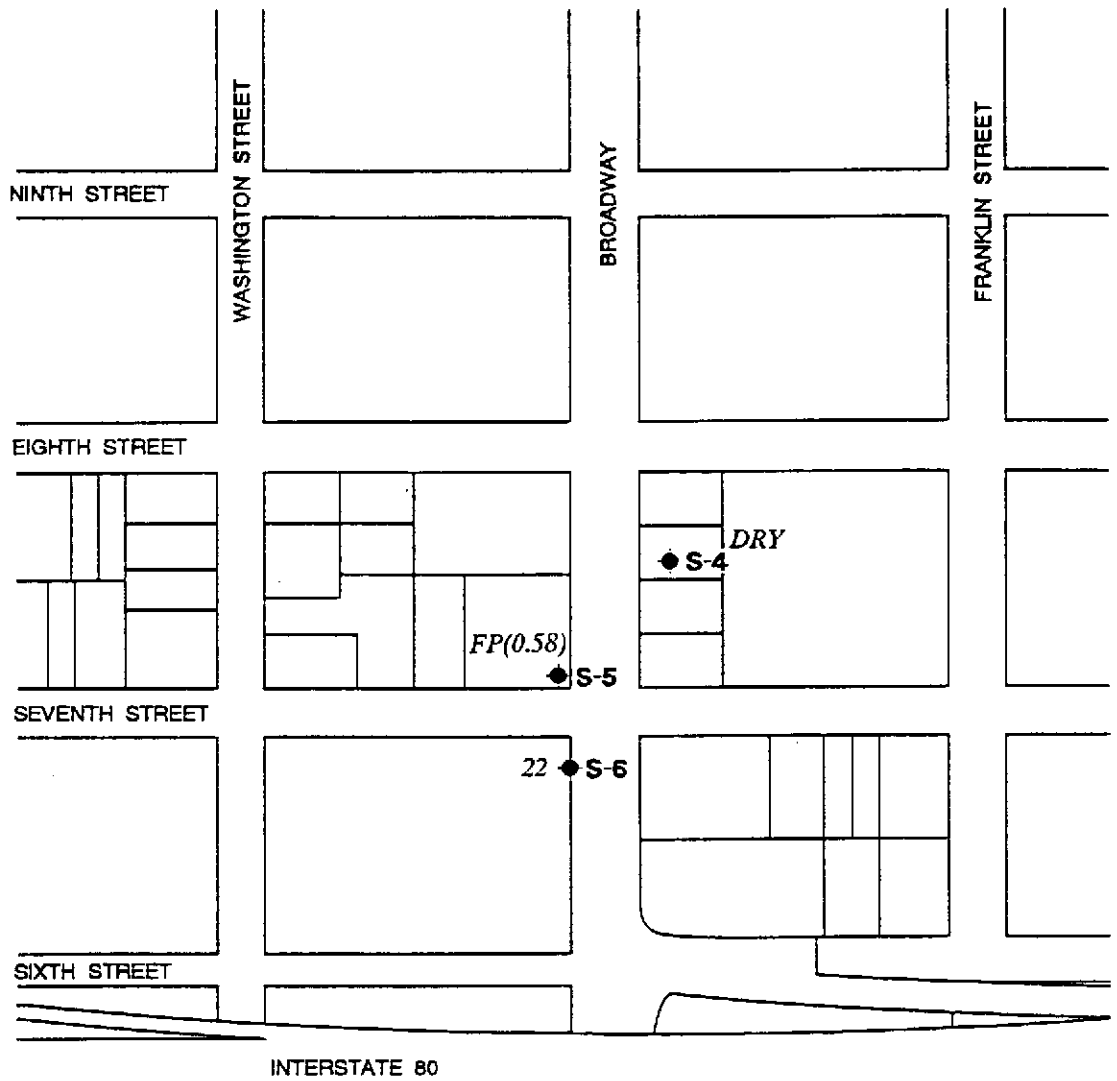 WASHINGTON STREET
BROADWAY
FRANKLIN STREET
NINTH STREET
EIGHTH STREET
DRY
S-4
FP(0.58)
S-5
SEVENTH STREET
22 S-6
SIXTH STREET
INTERSTATE 80